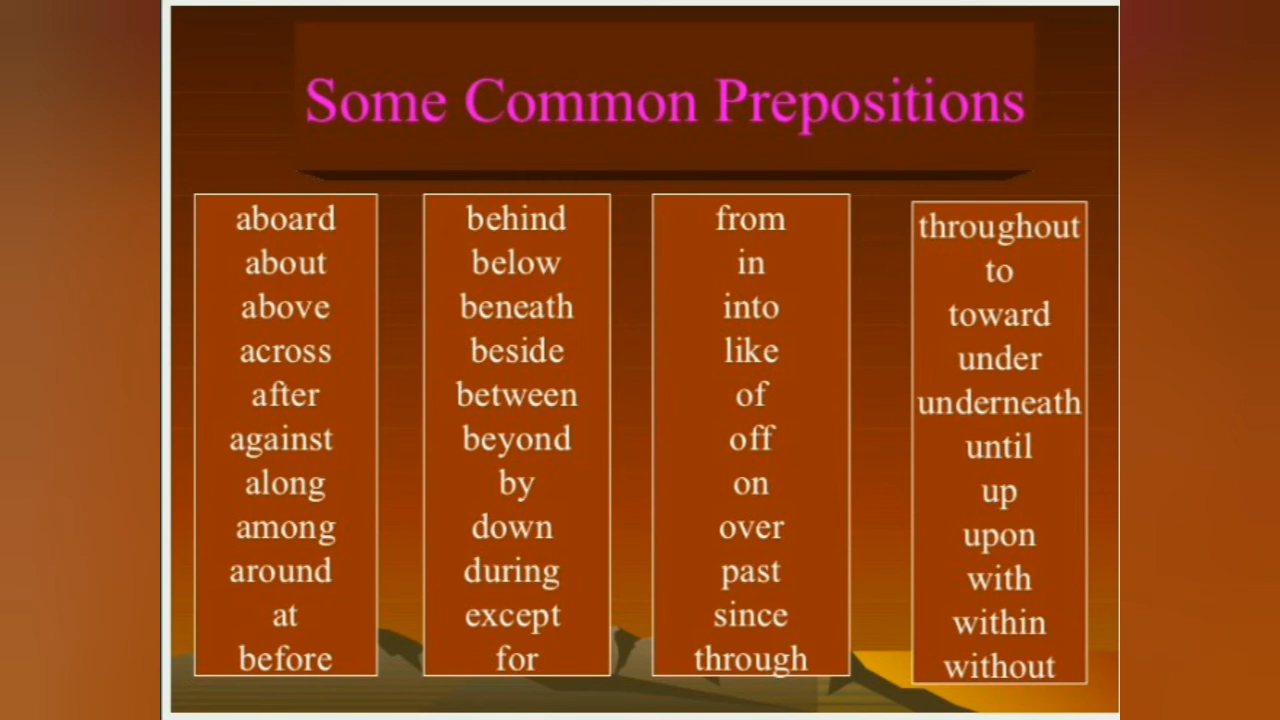 Some Common Prepositions
aboard
about
above
across
after
against
along
among
around
at
before
behind
below
beneath
beside
between
beyond
by
down
during
except
for
from
in
into
like
of
off
on
over
past
since
through
throughout
to
toward
under
underneath
until
up
upon
with
within
without